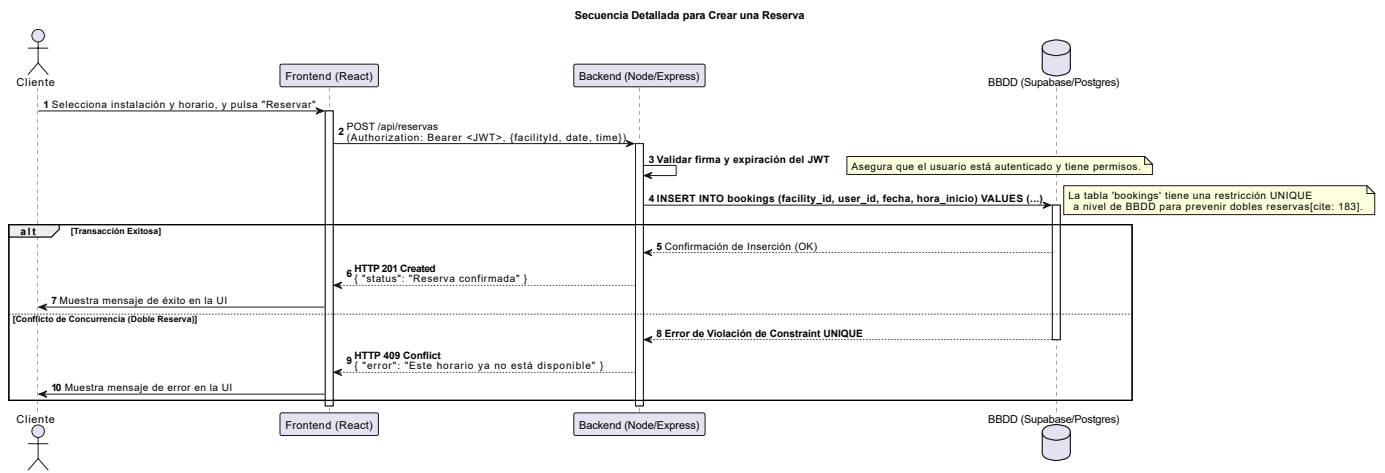 Secuencia Detallada para Crear una Reserva
Cliente
Frontend (React)
Backend (Node/Express)
BBDD (Supabase/Postgres)
1 Selecciona instalación y horario, y pulsa "Reservar"
2 POST /api/reservas
(Authorization: Bearer <JWT>, {facilityId, date, time})
3 Validar firma y expiración del JWT
Asegura que el usuario está autenticado y tiene permisos.
4 INSERT INTO bookings (facility_id, user_id, fecha, hora_inicio) VALUES (...)
La tabla 'bookings' tiene una restricción UNIQUE
a nivel de BBDD para prevenir dobles reservas[cite: 183].
alt [Transacción Exitosa]
5 Confirmación de Inserción (OK)
6 HTTP 201 Created
{ "status": "Reserva confirmada" }
7 Muestra mensaje de éxito en la UI
[Conflicto de Concurrencia (Doble Reserva)]
8 Error de Violación de Constraint UNIQUE
9 HTTP 409 Conflict
{ "error": "Este horario ya no está disponible" }
10 Muestra mensaje de error en la UI
Cliente
Frontend (React)
Backend (Node/Express)
BBDD (Supabase/Postgres)